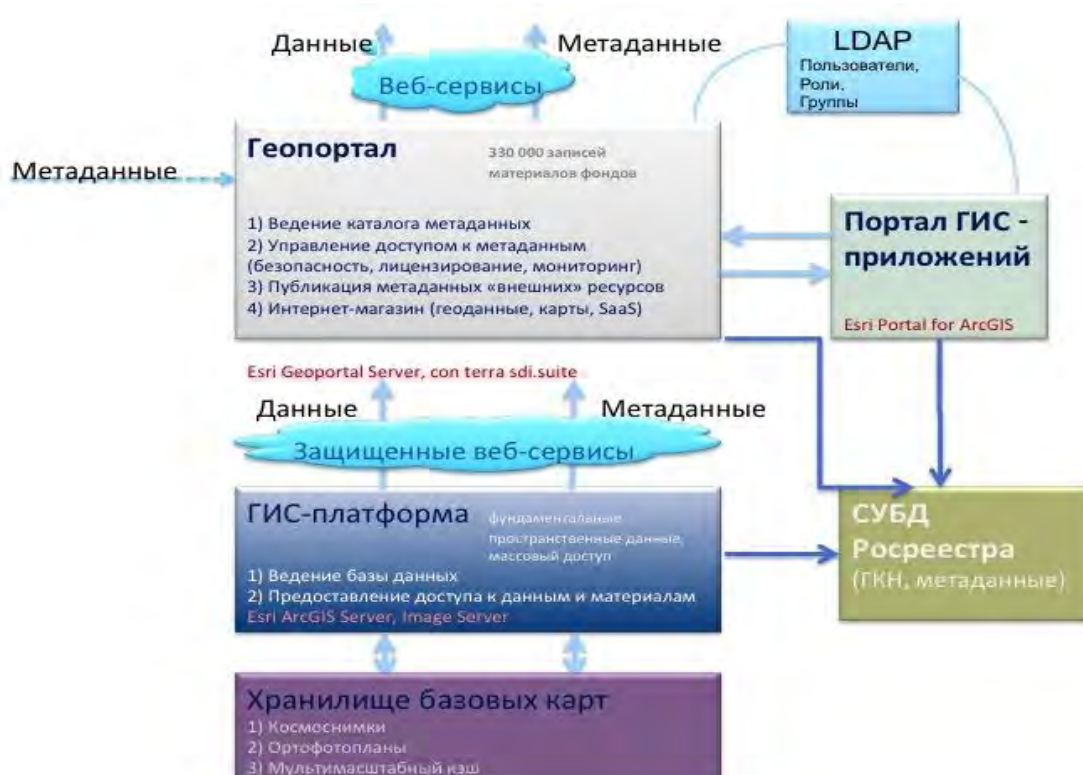 Данные
Метаданные
Веб-сервисы
LDAP
Пользователи,
Роли,
Группы
Метаданные
Геопортал
330 000 записей
материалов фондов
1) Ведение каталога метаданных
2) Управление доступом к метаданным
(безопасность, лицензирование, мониторинг)
3) Публикация метаданных «внешних» ресурсов
4) Интернет-магазин (геоданные, карты, SaaS)
Портал ГИС -
приложений
Esri Portal for ArcGIS
Esri Geoportal Server, con terra sdi.suite
Данные
Метаданные
Защищенные веб-сервисы
ГИС-платформа
фундаментальные
пространственные данные,
массовый доступ
1) Ведение базы данных
2) Предоставление доступа к данным и материалам
Esri ArcGIS Server, Image Server
СУБД
Росреестра
(ГКН, метаданные)
Хранилище базовых карт
1) Космоснимки
2) Ортофотопланы
3) Мультимасштабный кэш